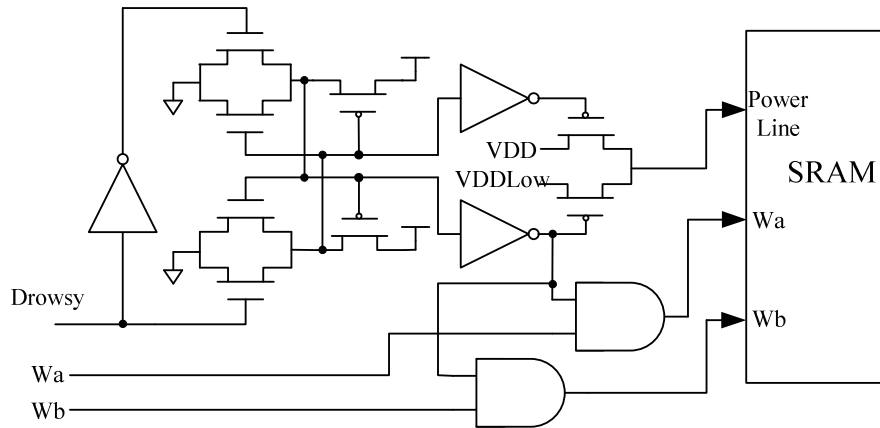 Power
Line
VDD
SRAM
VDDLow
Wa
Drowsy
Wb
Wa
Wb